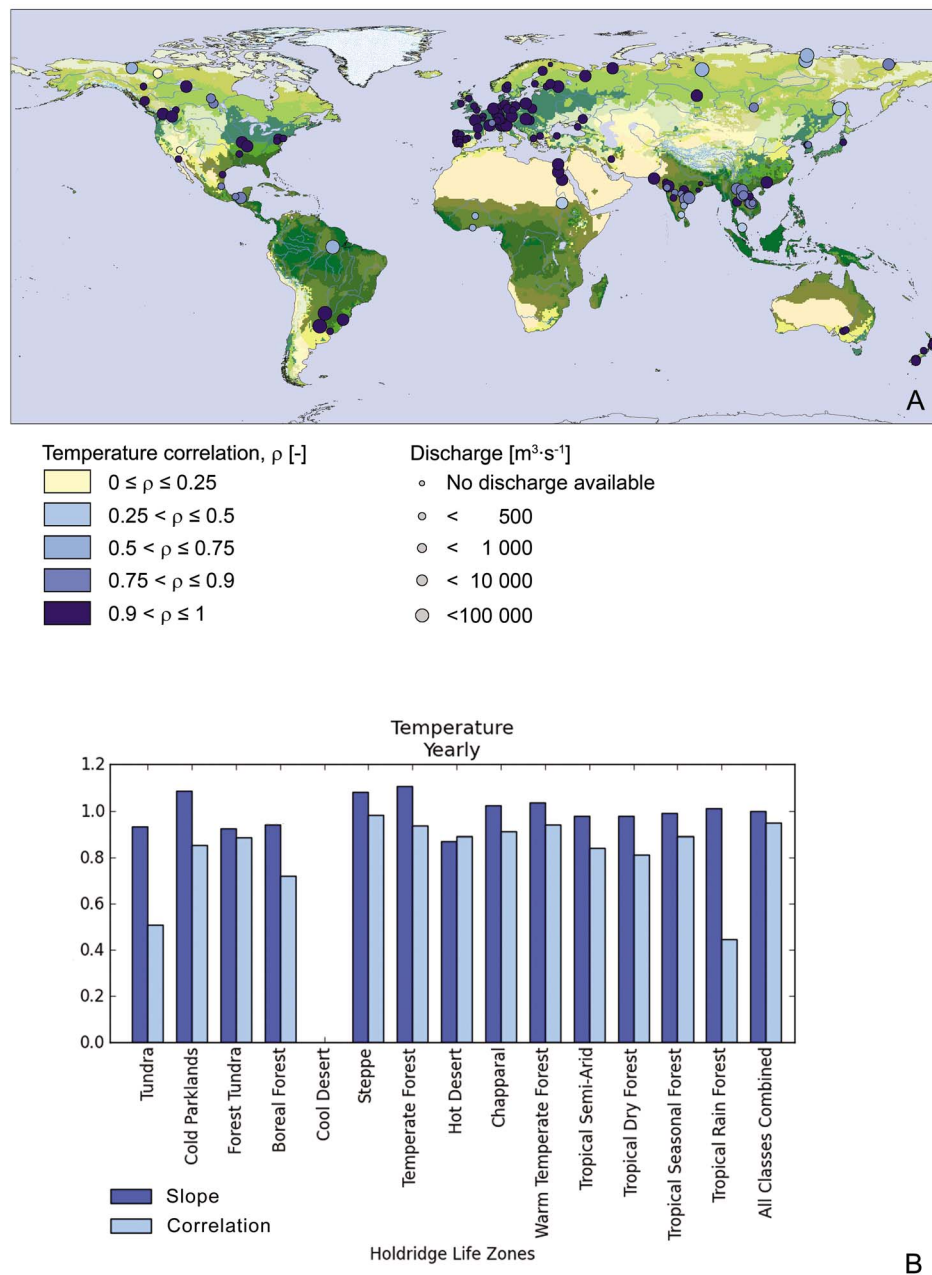 A
Temperature correlation, ρ [-]
0 ≤ ρ ≤ 0.25
0.25 < ρ ≤ 0.5
0.5 < ρ ≤ 0.75
0.75 < ρ ≤ 0.9
0.9 < ρ ≤ 1
Discharge [m³·s⁻¹]
No discharge available
< 500
< 1 000
< 10 000
<100 000
Temperature
Yearly
1.2
1.0
0.8
0.6
0.4
0.2
0.0
Tundra
Cold Parklands
Forest Tundra
Boreal Forest
Cool Desert
Steppe
Temperate Forest
Hot Desert
Chapparal
Warm Temperate Forest
Tropical Semi-Arid
Tropical Dry Forest
Tropical Seasonal Forest
Tropical Rain Forest
All Classes Combined
Slope
Correlation
Holdridge Life Zones
B